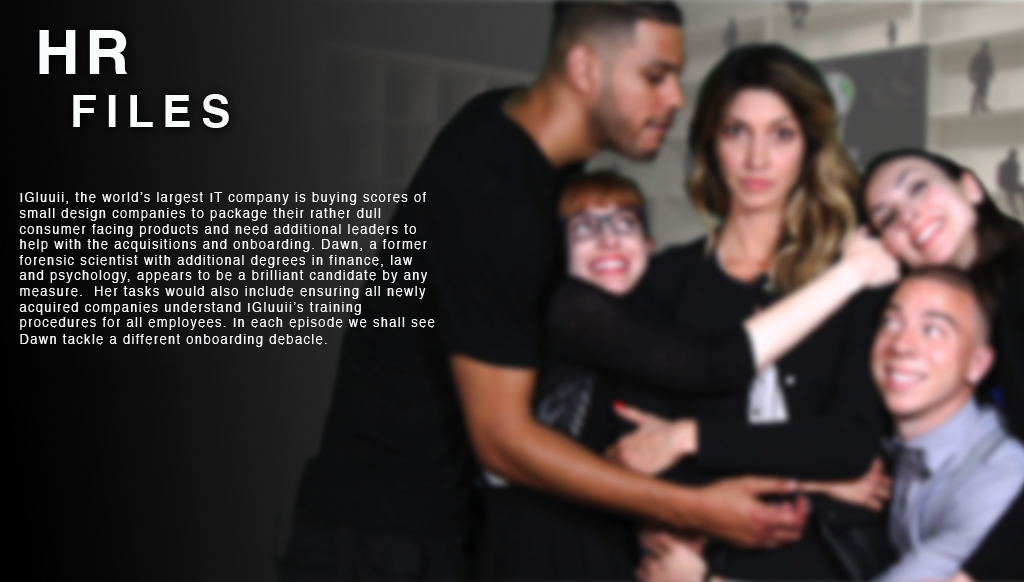 HR
FILES
IGluuii, the world's largest IT company is buying scores of
small design companies to package their rather dull
consumer facing products and need additional leaders to
help with the acquisitions and onboarding. Dawn, a former
forensic scientist with additional degrees in finance, law
and psychology, appears to be a brilliant candidate by any
measure.  Her tasks would also include ensuring all newly
acquired companies understand IGluuii's training
procedures for all employees. In each episode we shall see
Dawn tackle a different onboarding debacle.